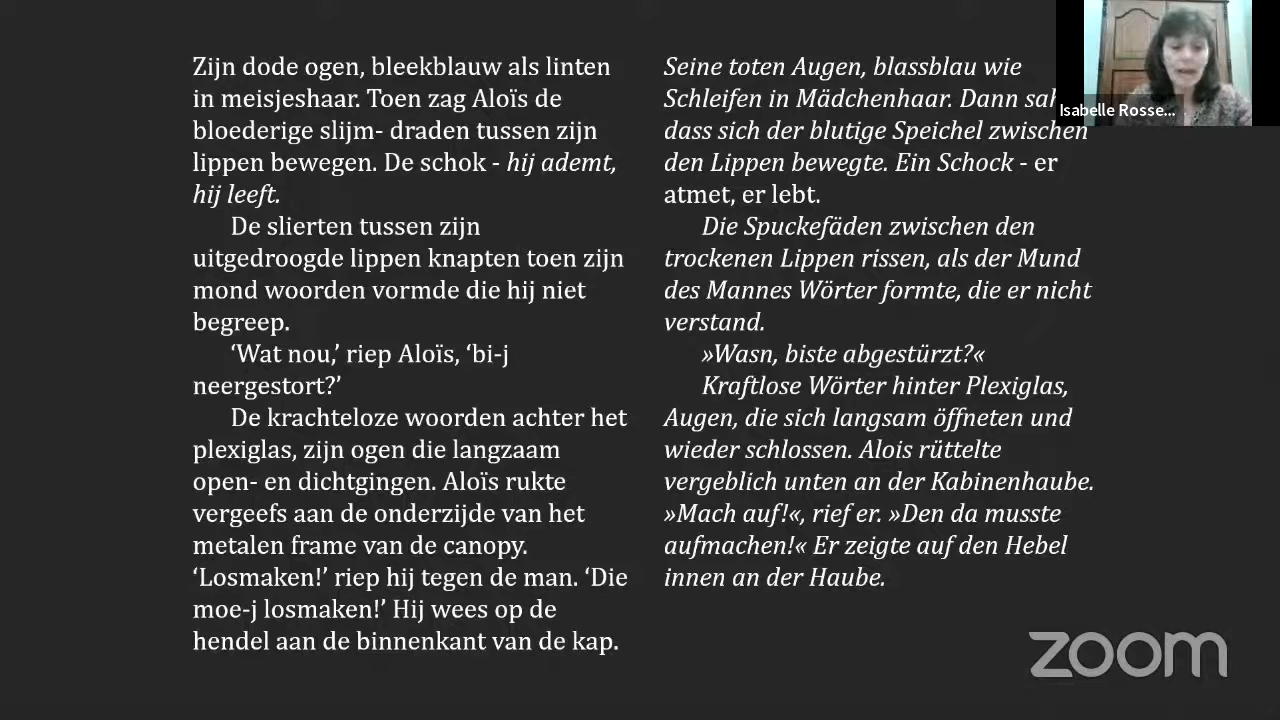 Zijn dode ogen, bleekblauw als linten
in meisjeshaar. Toen zag Aloïs de
bloederige slijm- draden tussen zijn
lippen bewegen. De schok - hij ademt,
hij leeft.
De slierten tussen zijn
uitgedroogde lippen knapten toen zijn
mond woorden vormde die hij niet
begreep.
‘Wat nou,’ riep Aloïs, ‘bi-j
neergestort?’
De krachteloze woorden achter het
plexiglas, zijn ogen die langzaam
open- en dichtgingen. Aloïs rukte
vergeefs aan de onderzijde van het
metalen frame van de canopy.
‘Losmaken!’ riep hij tegen de man. ‘Die
moe-j losmaken!’ Hij wees op de
hendel aan de binnenkant van de kap.
Seine toten Augen, blassblau wie
Schleifen in Mädchenhaar. Dann sah
dass sich der blutige Speichel zwischen
den Lippen bewegte. Ein Schock - er
atmet, er lebt.
Die Spuckefäden zwischen den
trockenen Lippen rissen, als der Mund
des Mannes Wörter formte, die er nicht
verstand.
»Wasn, biste abgestürzt?«
Kraftlose Wörter hinter Plexiglas,
Augen, die sich langsam öffneten und
wieder schlossen. Alois rüttelte
vergeblich unten an der Kabinenhaube.
»Mach auf!«, rief er. »Den da musste
aufmachen!« Er zeigte auf den Hebel
innen an der Haube.
Isabelle Rosse...
zoom